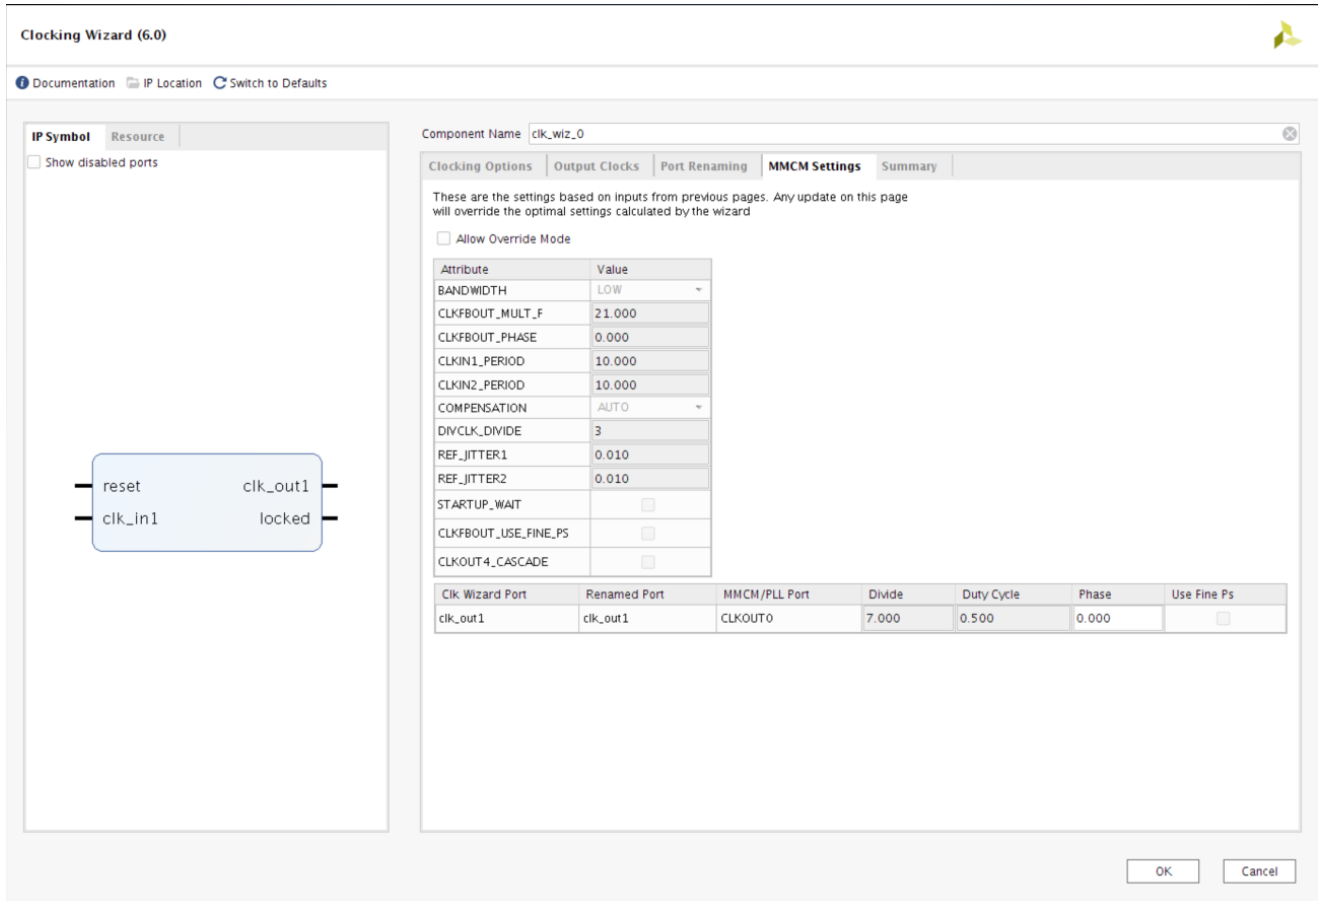 Clocking Wizard (6.0)
Documentation IP Location Switch to Defaults
IP Symbol Resource
Show disabled ports
reset clk_out1
clk_in1 locked
Component Name clk_wiz_0
Clocking Options Output Clocks Port Renaming MMCM Settings Summary
These are the settings based on inputs from previous pages. Any update on this page
will override the optimal settings calculated by the wizard
Allow Override Mode
Attribute Value
BANDWIDTH LOW
CLKFBOUT_MULT_F 21.000
CLKFBOUT_PHASE 0.000
CLKIN1_PERIOD 10.000
CLKIN2_PERIOD 10.000
COMPENSATION AUTO
DIVCLK_DIVIDE 3
REF_JITTER1 0.010
REF_JITTER2 0.010
STARTUP_WAIT
CLKFBOUT_USE_FINE_PS
CLKOUT4_CASCADE
Clk Wizard Port Renamed Port MMCM/PLL Port Divide Duty Cycle Phase Use Fine Ps
clk_out1 clk_out1 CLKOUT0 7.000 0.500 0.000
OK Cancel